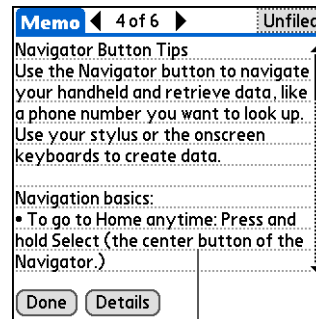 Memo 4 of 6 Unfiled
Navigator Button Tips
Use the Navigator button to navigate
your handheld and retrieve data, like
a phone number you want to look up.
Use your stylus or the onscreen
keyboards to create data.
Navigation basics:
• To go to Home anytime: Press and
hold Select (the center button of the
Navigator.)
Done Details